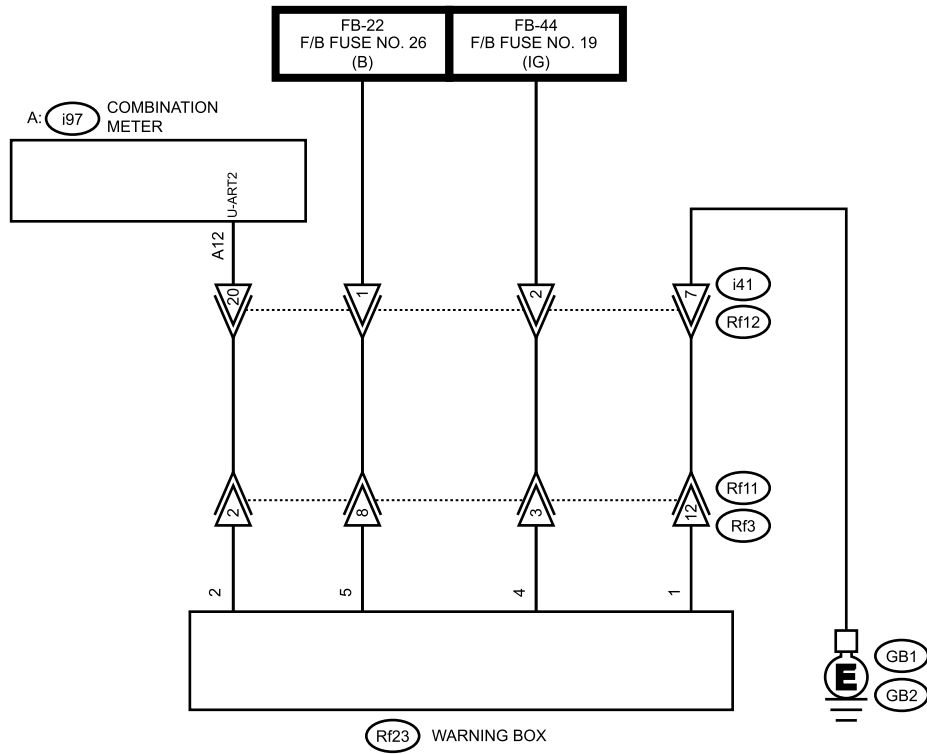 FB-22
F/B FUSE NO. 26
(B)
FB-44
F/B FUSE NO. 19
(IG)
A: i97 COMBINATION
METER
U-ART2
A12
20
1
2
7
i41
Rf12
2
8
3
12
Rf11
Rf3
2
5
4
1
E
GB1
GB2
Rf23 WARNING BOX